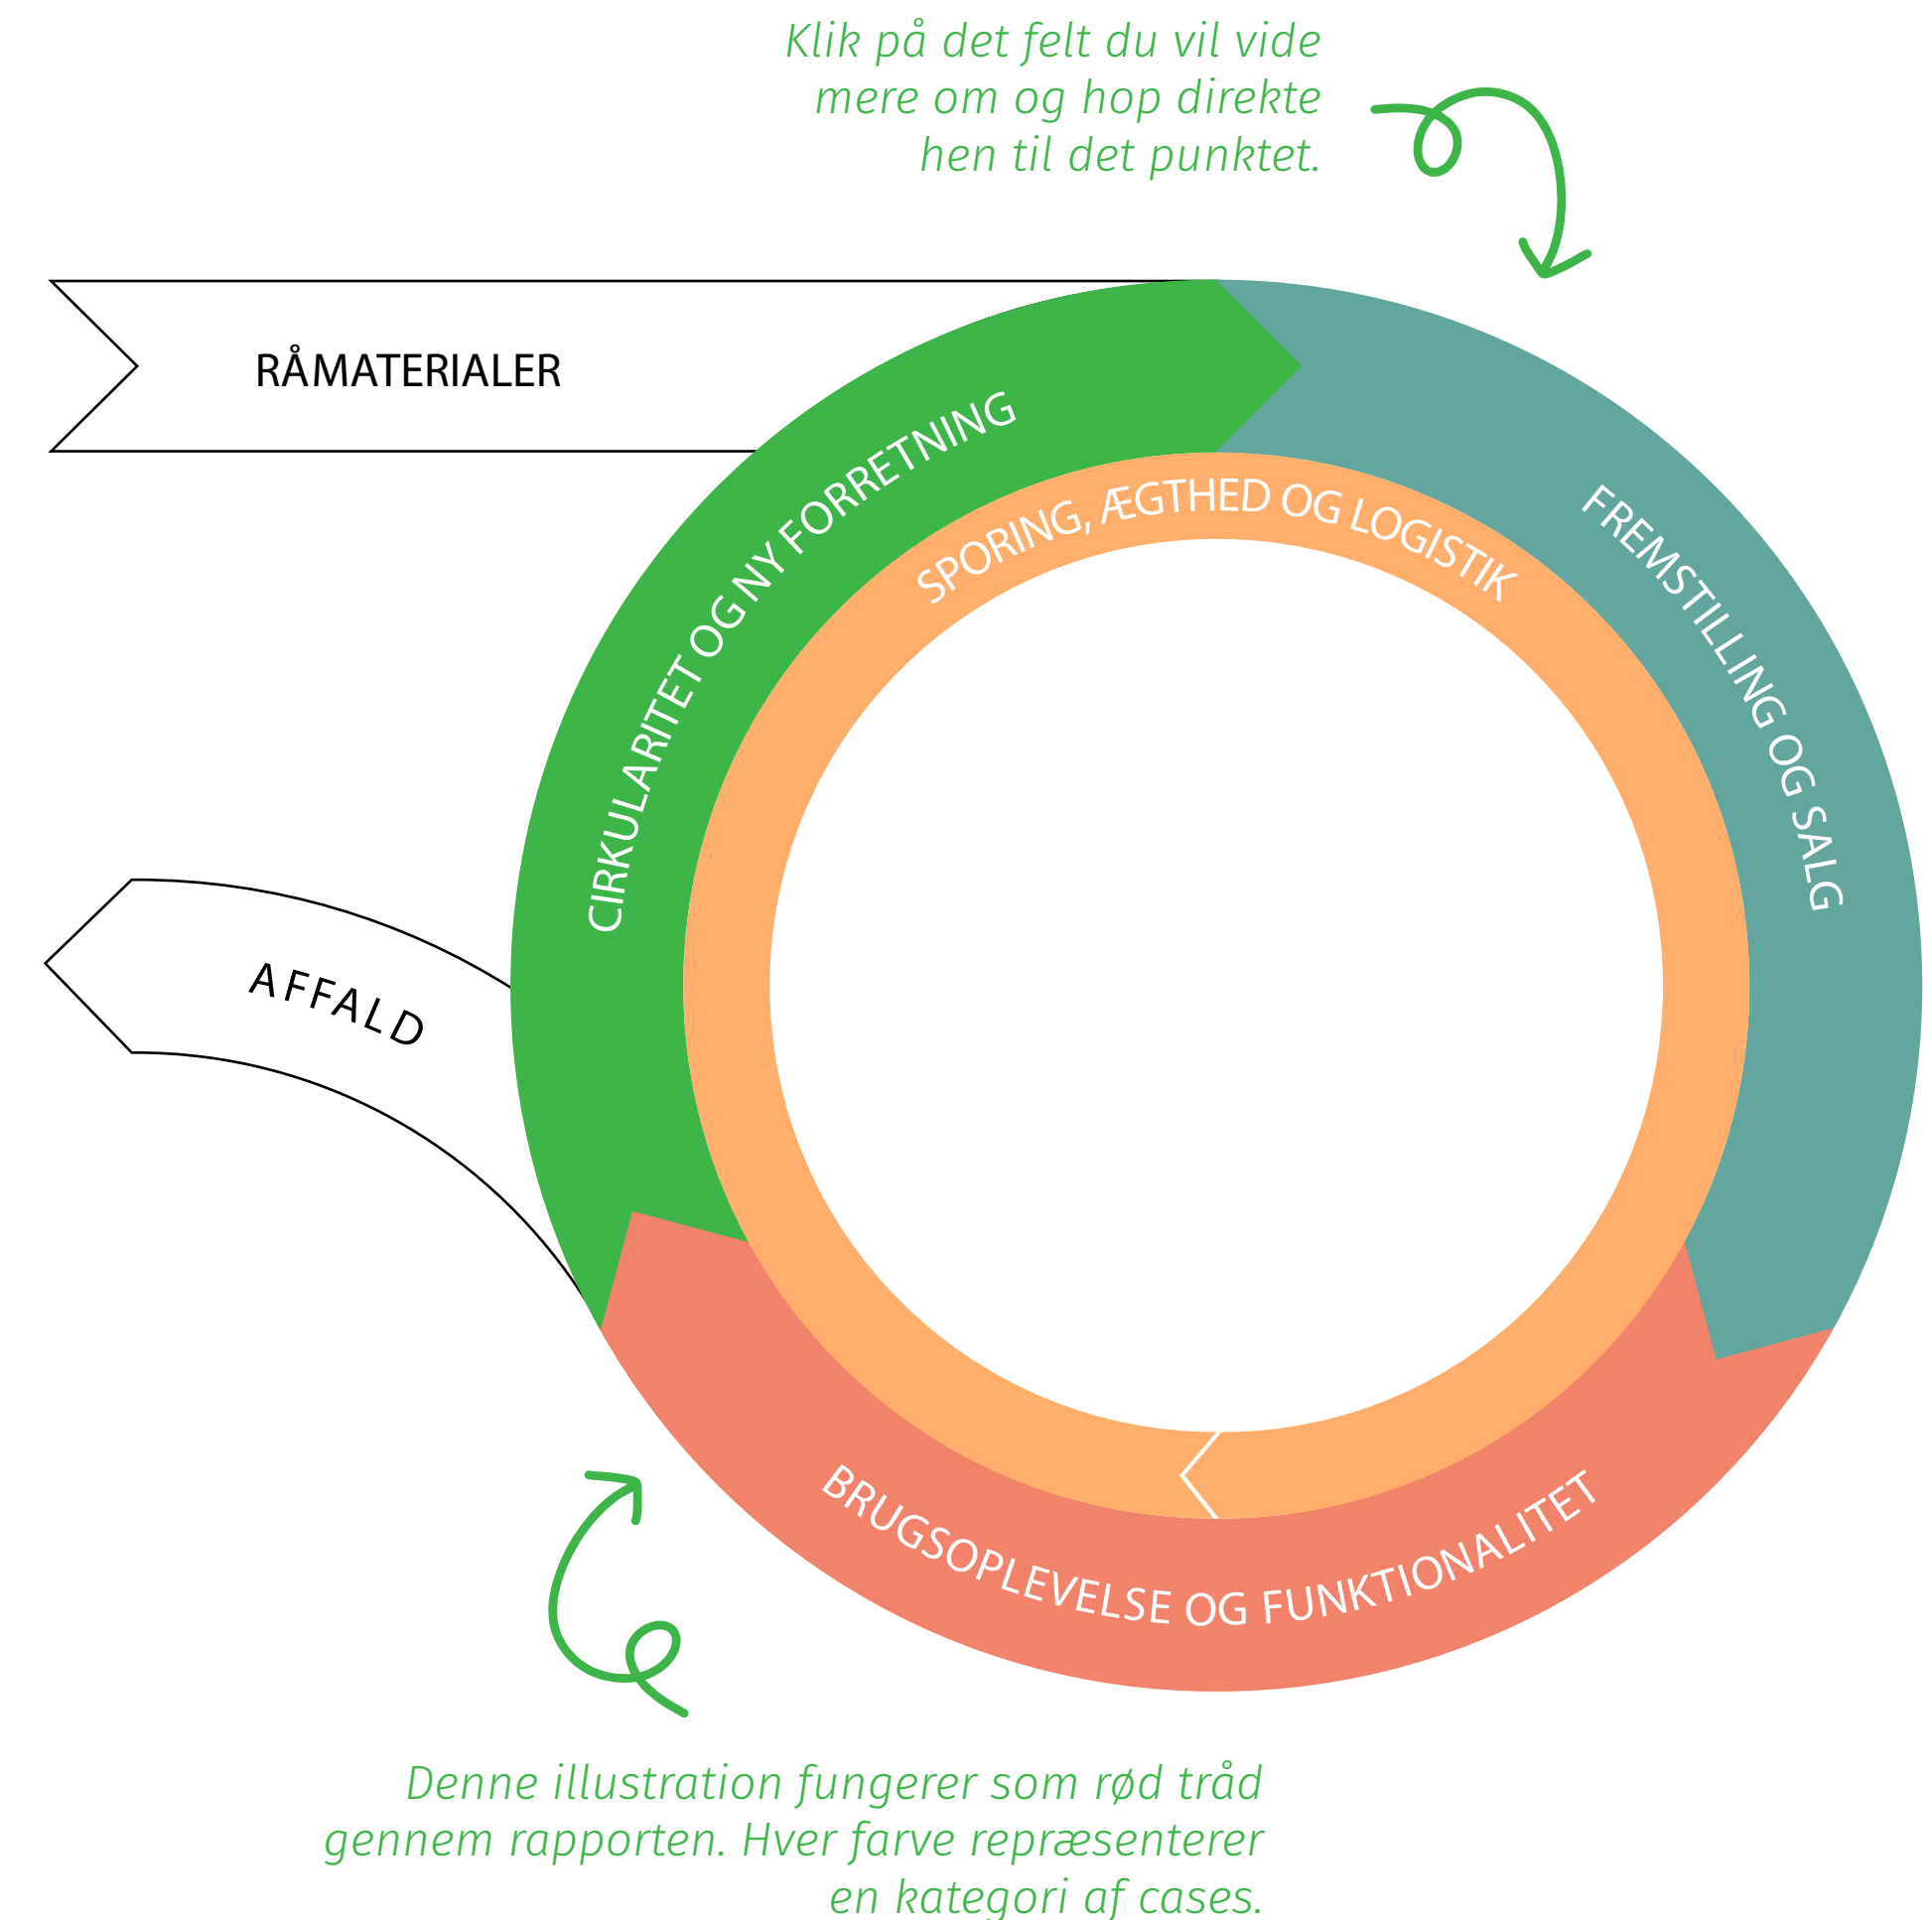 Klik på det felt du vil vide
mere om og hop direkte
hen til det punktet.
RÅMATERIALER
CIRKULARITET OG NY FORRETNING
SPORING, ÆGTHED OG LOGISTIK
FREMSTILLING OG SALG
AFFALD
BRUGSOPLEVELSE OG FUNKTIONALITET
Denne illustration fungerer som rød tråd
gennem rapporten. Hver farve repræsenterer
en kategori af cases.